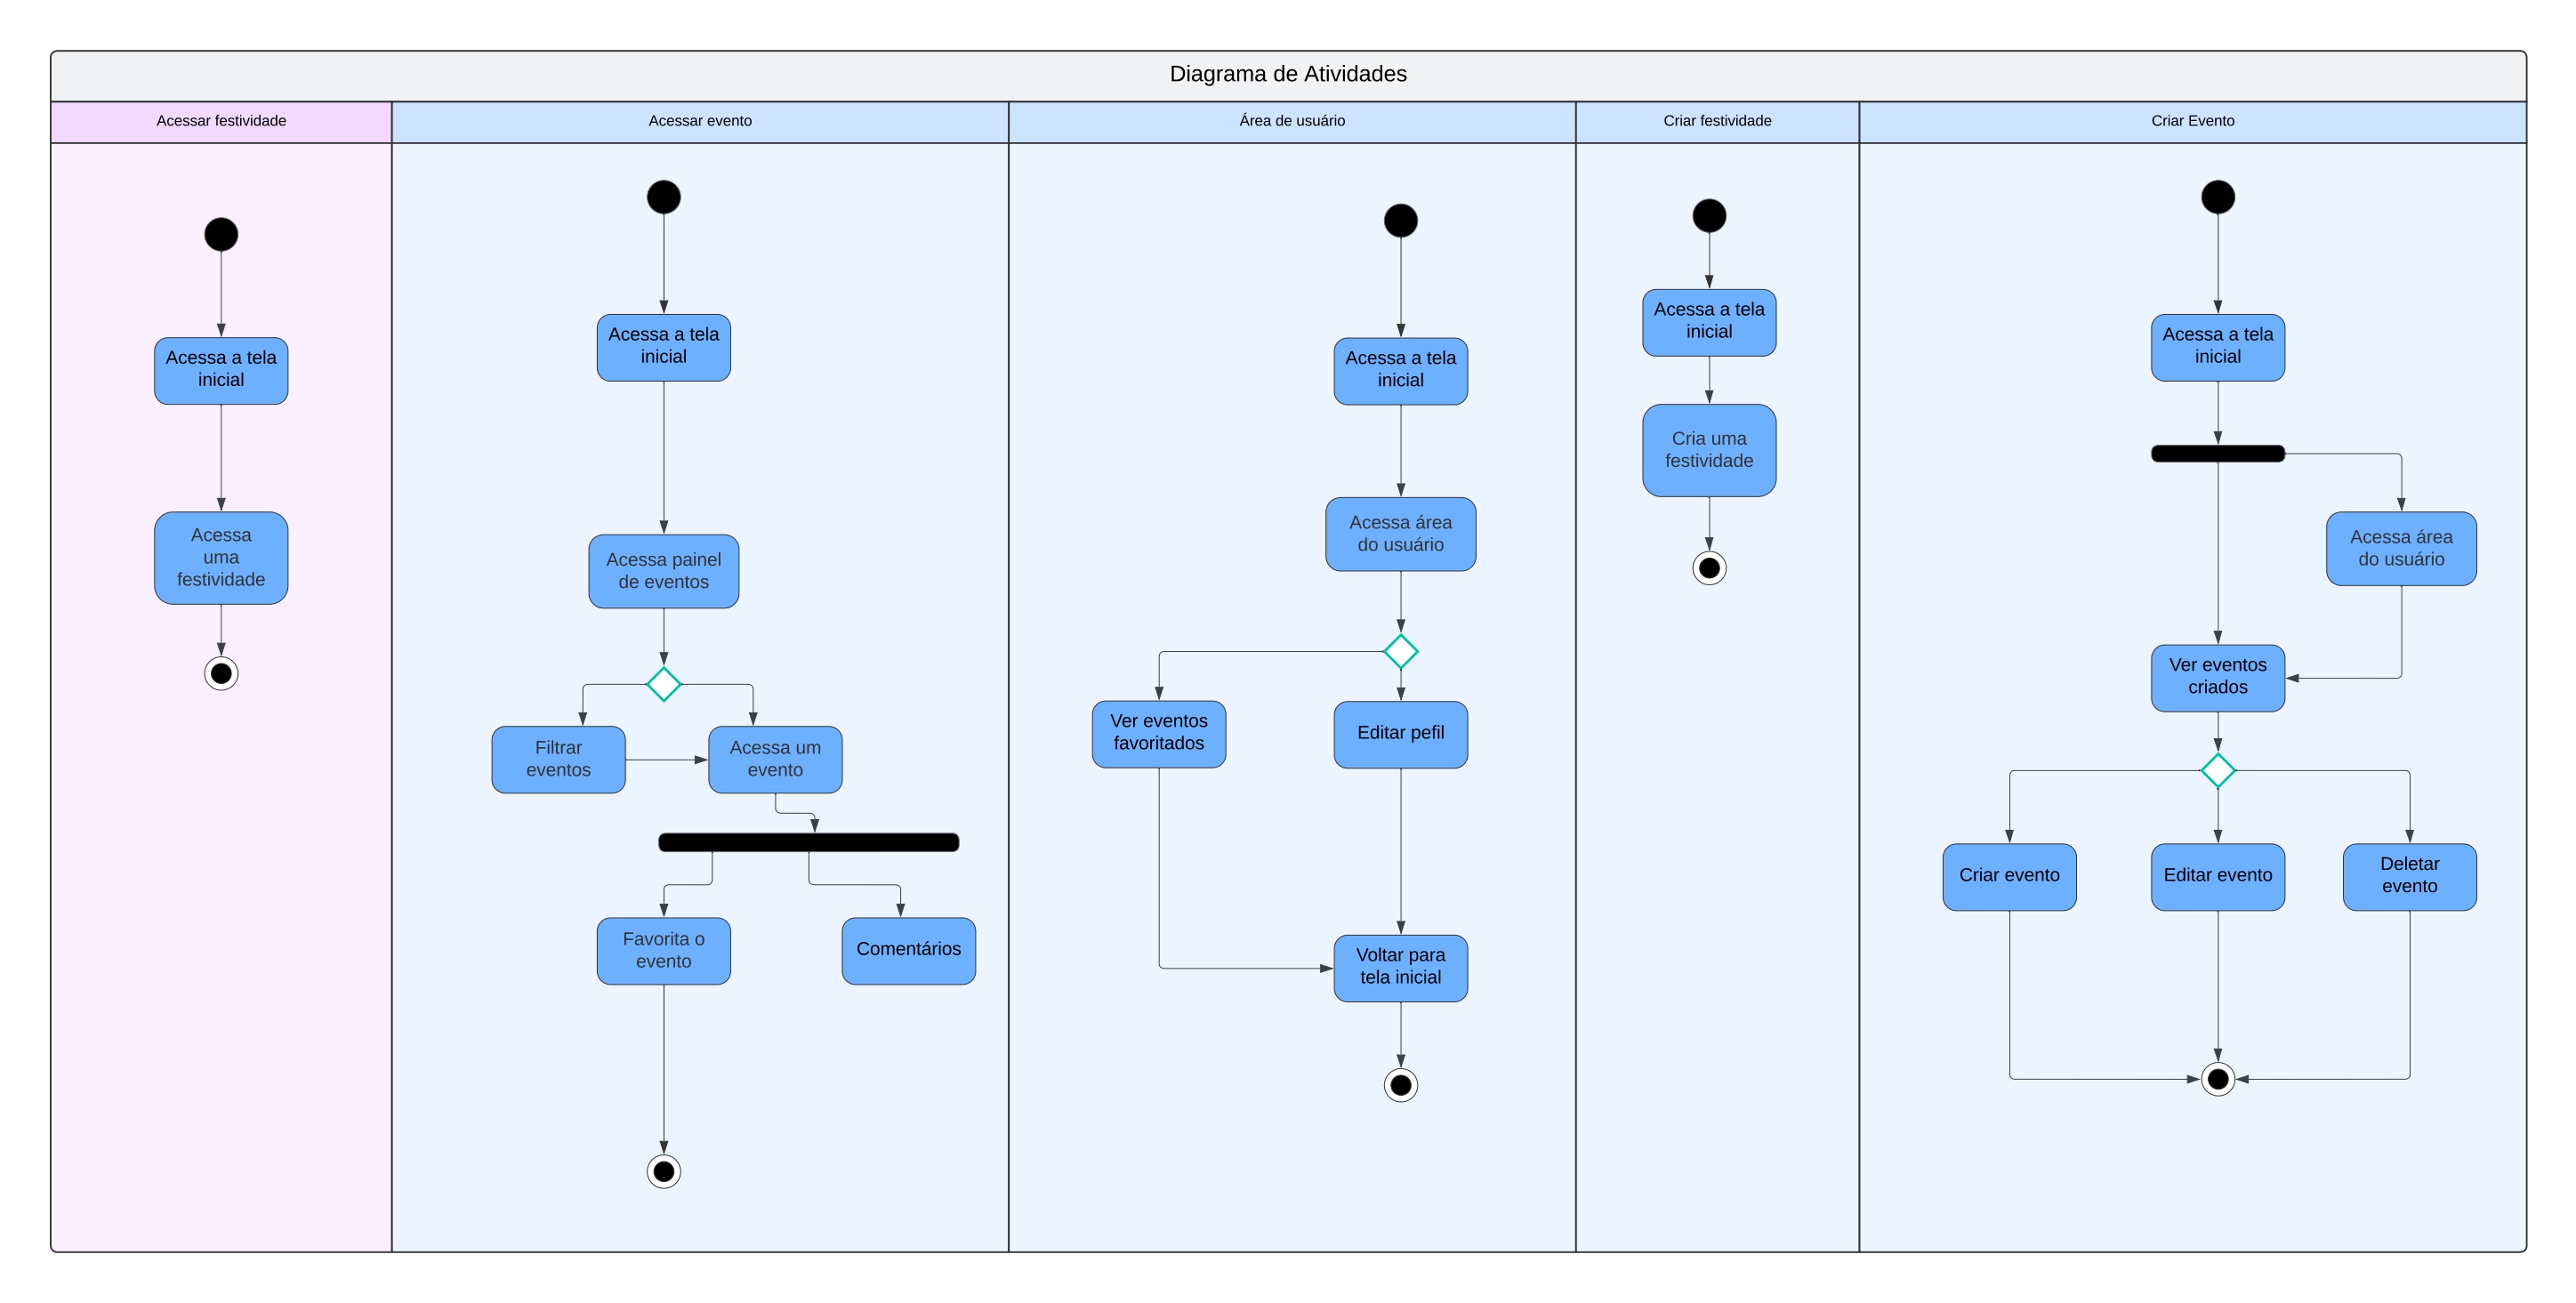 Diagrama de Atividades
Acessar festividade
Acessar evento
Área de usuário
Criar festividade
Criar Evento
Acessa a tela
inicial
Acessa
uma
festividade
Acessa a tela
inicial
Acessa painel
de eventos
Filtrar
eventos
Acessa um
evento
Favorita o
evento
Comentários
Acessa a tela
inicial
Acessa área
do usuário
Ver eventos
favoritados
Editar pefil
Voltar para
tela inicial
Acessa a tela
inicial
Cria uma
festividade
Acessa a tela
inicial
Acessa área
do usuário
Ver eventos
criados
Criar evento
Editar evento
Deletar
evento